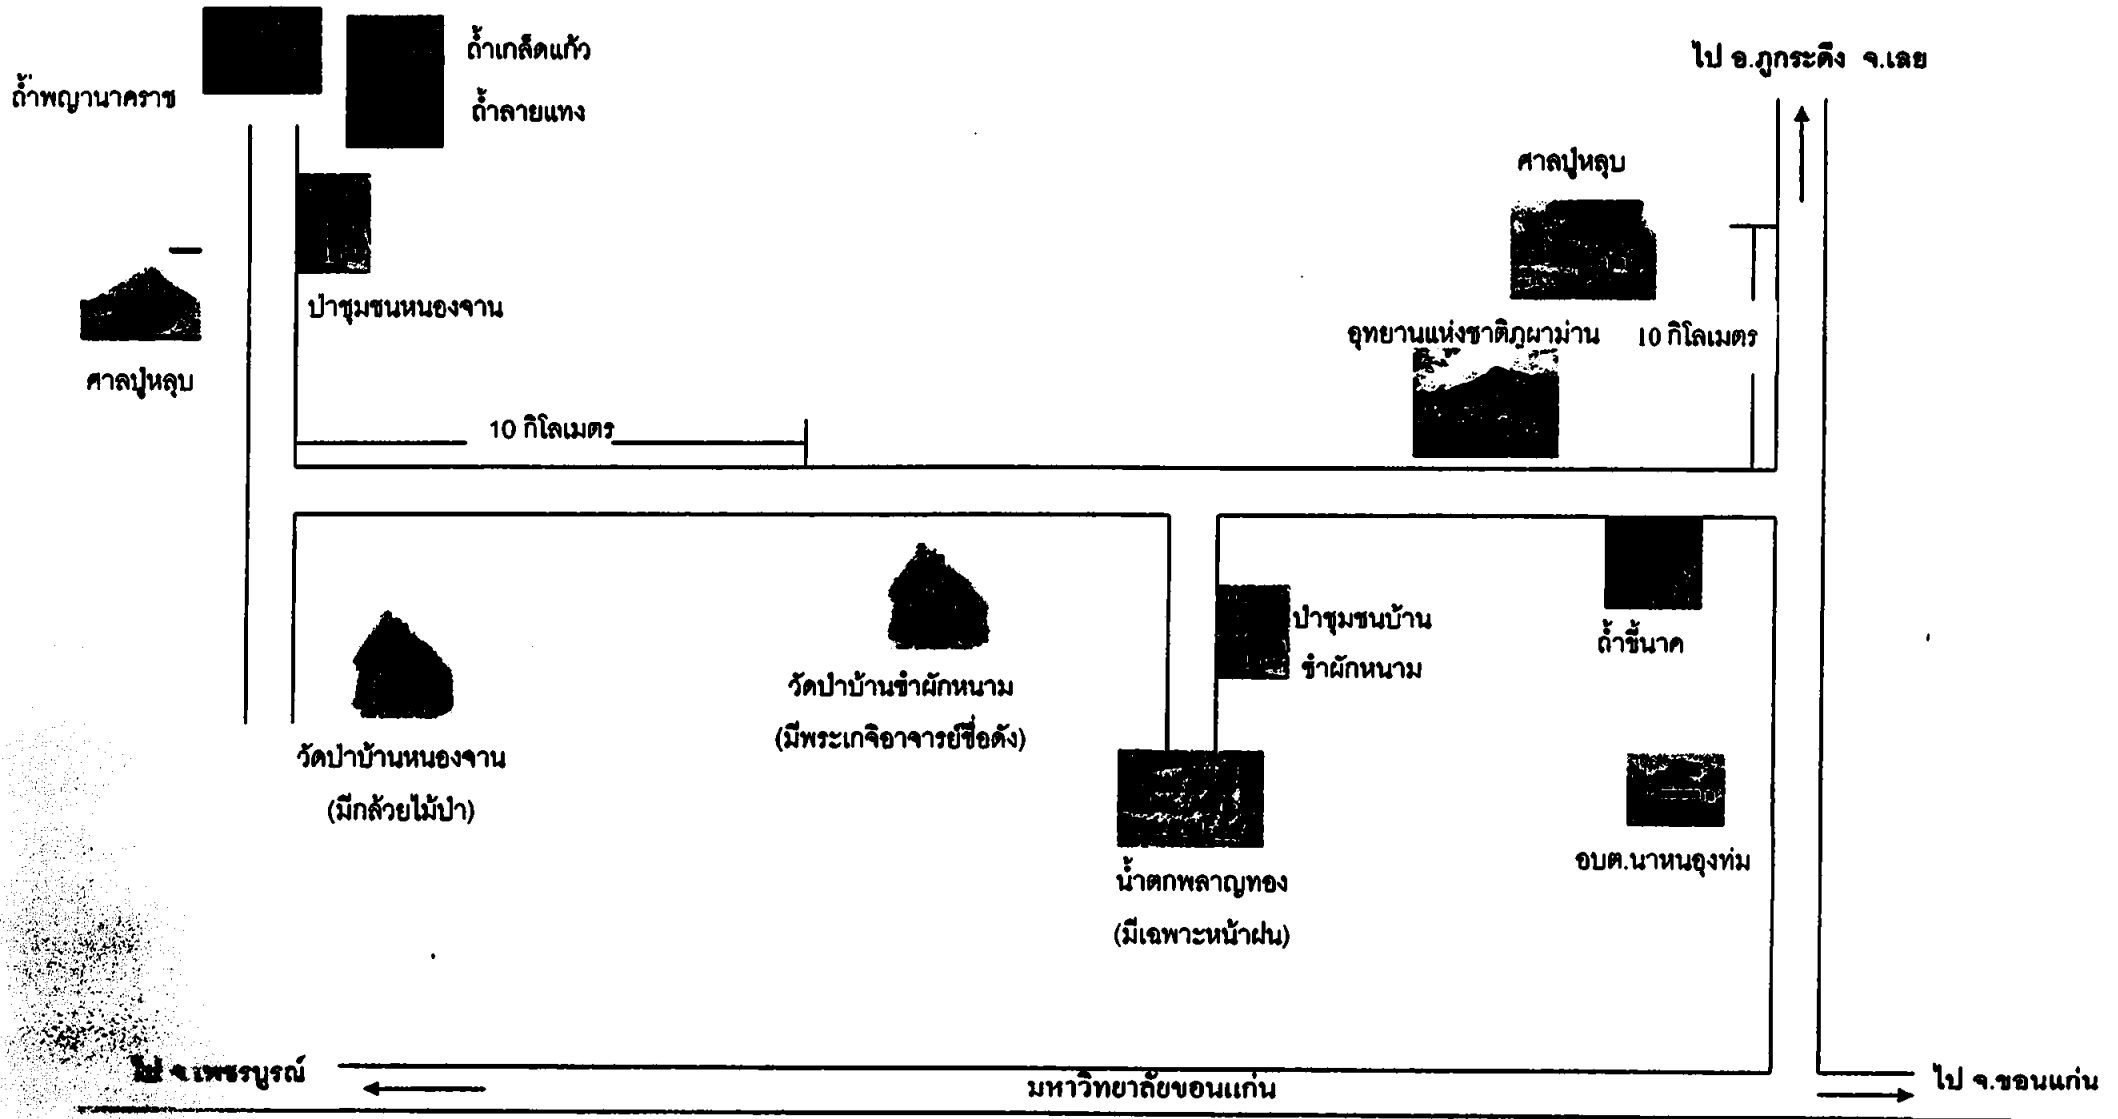 ถ้ำเกล็ดแก้ว
ถ้ำพญานาคราช
ถ้ำลายแทง
ไป อ.ภูกระดึง จ.เลย
ศาลปู่หลุบ
ป่าชุมชนหนองจาน
อุทยานแห่งชาติภูผาม่าน
10 กิโลเมตร
ศาลปู่หลุบ
10 กิโลเมตร
ป่าชุมชนบ้าน
ซำผักหนาม
ถ้ำขี้นาค
วัดป่าบ้านซำผักหนาม
(มีพระเกจิอาจารย์ชื่อดัง)
วัดป่าบ้านหนองจาน
(มีกล้วยไม้ป่า)
น้ำตกพลาญทอง
(มีเฉพาะหน้าฝน)
อบต.นาหนองทุ่ม
ไป จ.เพชรบูรณ์
มหาวิทยาลัยขอนแก่น
ไป จ.ขอนแก่น